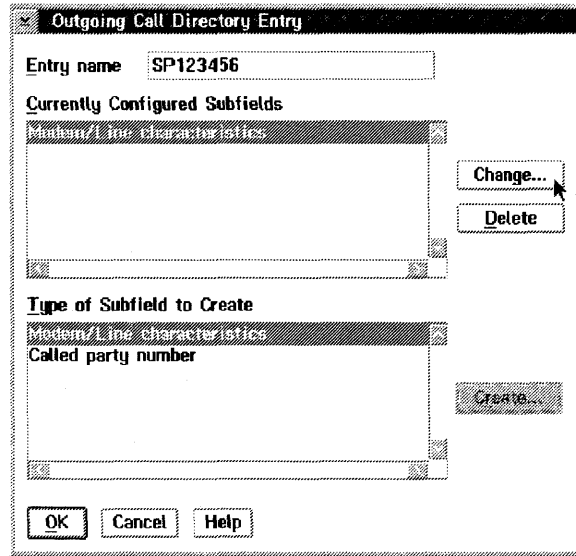 Outgoing Call Directory Entry
Entry name SP123456
Currently Configured Subfields
Modem/Line characteristics
Change...
Delete
Type of Subfield to Create
Modem/Line characteristics
Called party number
Create...
OK Cancel Help